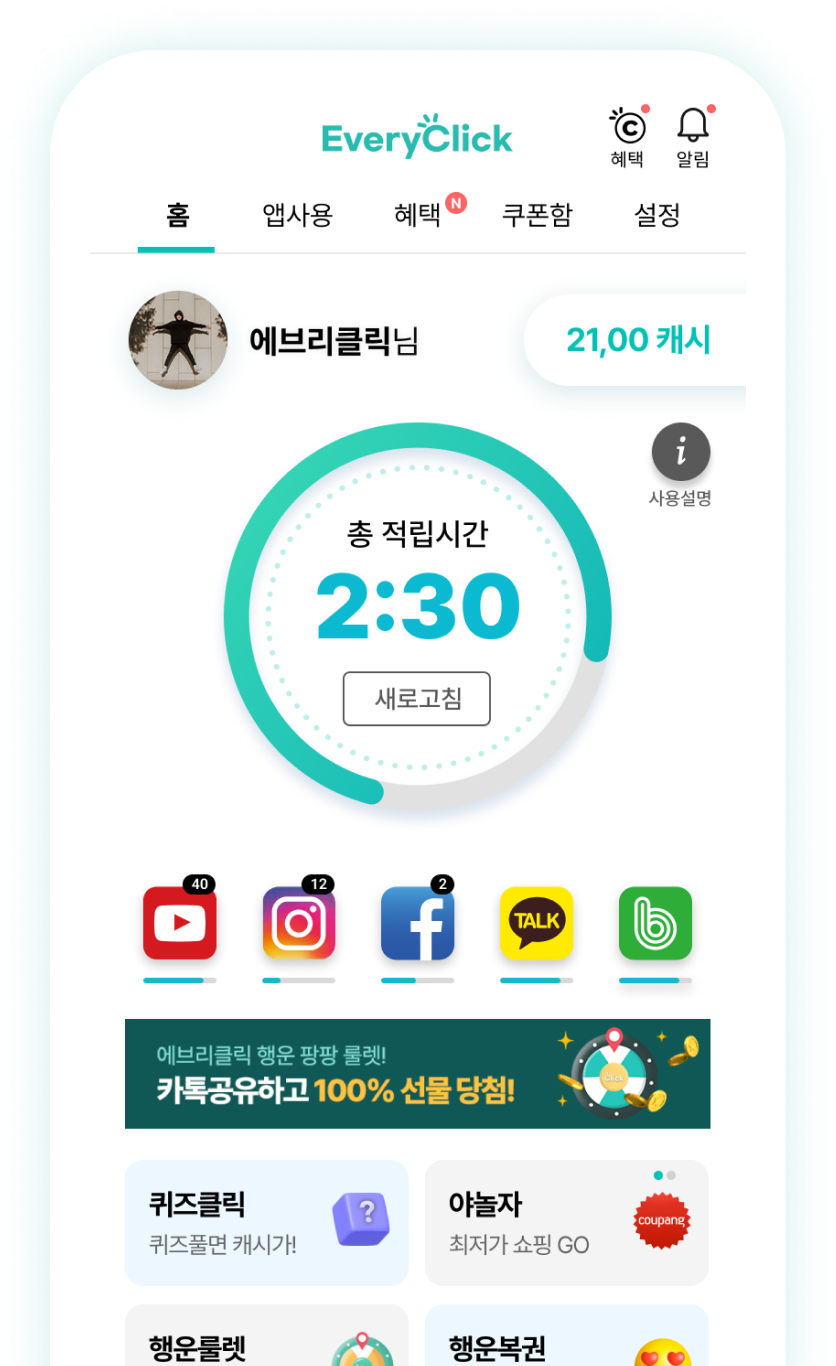 EveryClick
혜택
알림
홈
앱사용
혜택
N
쿠폰함
설정
에브리클릭님
21,00 캐시
i
사용설명
총 적립시간
2:30
새로고침
40
12
2
TALK
에브리클릭 행운 팡팡 룰렛!
카톡공유하고 100% 선물 당첨!
Click
퀴즈클릭
퀴즈풀면 캐시가!
?
야놀자
최저가 쇼핑 GO
coupang
행운룰렛
행운복권